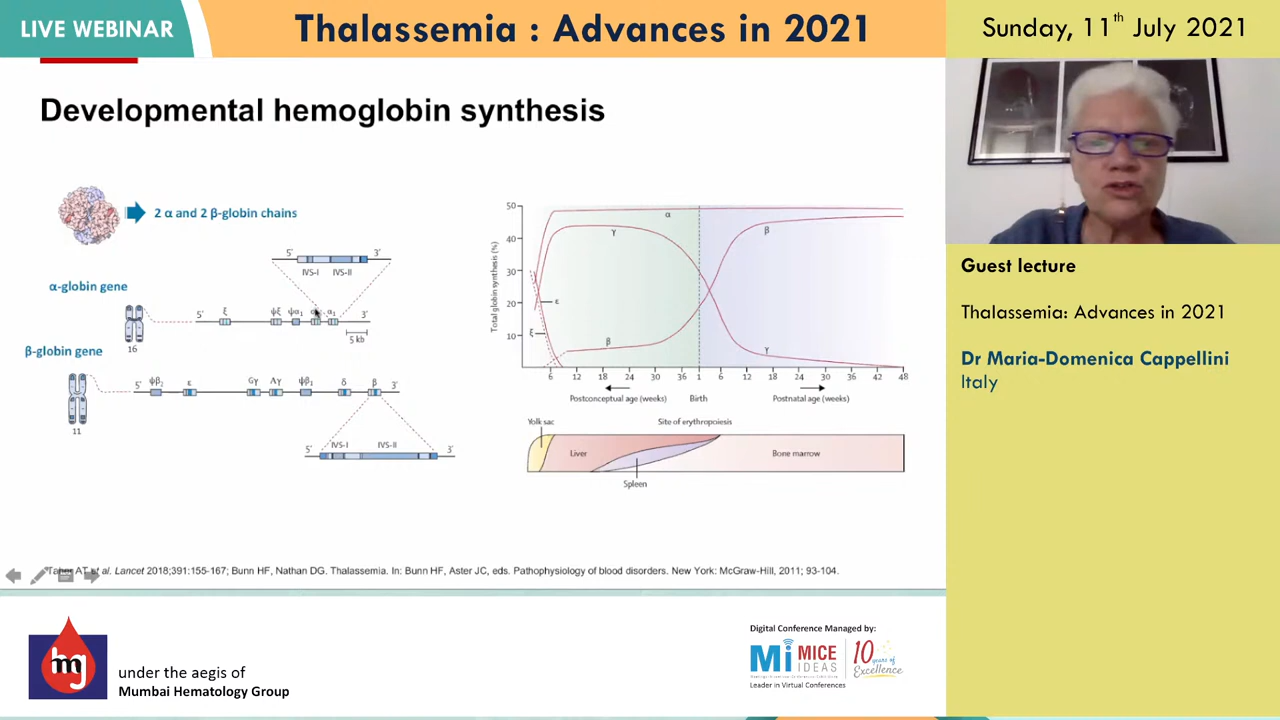 LIVE WEBINAR
Thalassemia : Advances in 2021
Sunday, 11th July 2021
Developmental hemoglobin synthesis
2 α and 2 β-globin chains
5′ 3′
IVS-I IVS-II
α-globin gene
5′ ξ ψξ ψα1 α1 3′
5 kb
16
β-globin gene
5′ ψβ2 ε Gγ Aγ ψβ1 δ β 3′
11
5′ IVS-I IVS-II 3′
Total globin synthesis (%)
50
40
30
20
10
α
γ
β
ε
ξ
β
γ
6 12 18 24 30 36 1 6 12 18 24 30 36 42 48
Postconceptual age (weeks) Birth Postnatal age (weeks)
Yolk sac Site of erythropoiesis
Liver Bone marrow
Spleen
AT et al. Lancet 2018;391:155-167; Bunn HF, Nathan DG. Thalassemia. In: Bunn HF, Aster JC, eds. Pathophysiology of blood disorders. New York: McGraw-Hill, 2011; 93-104.
Guest lecture
Thalassemia: Advances in 2021
Dr Maria-Domenica Cappellini
Italy
mg
under the aegis of
Mumbai Hematology Group
Digital Conference Managed by:
Mi MICE IDEAS
10 years of Excellence
Leader in Virtual Conferences